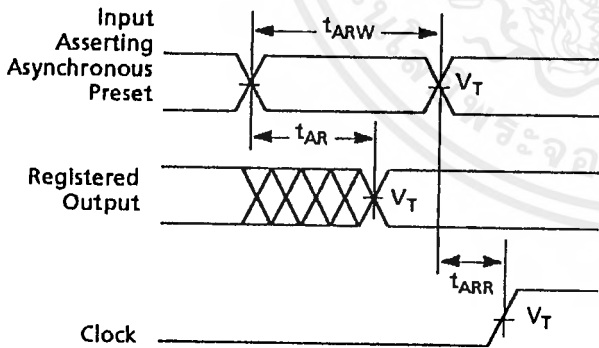 Input
Asserting
Asynchronous
Preset
tARW
VT
tAR
Registered
Output
VT
tARR
VT
Clock